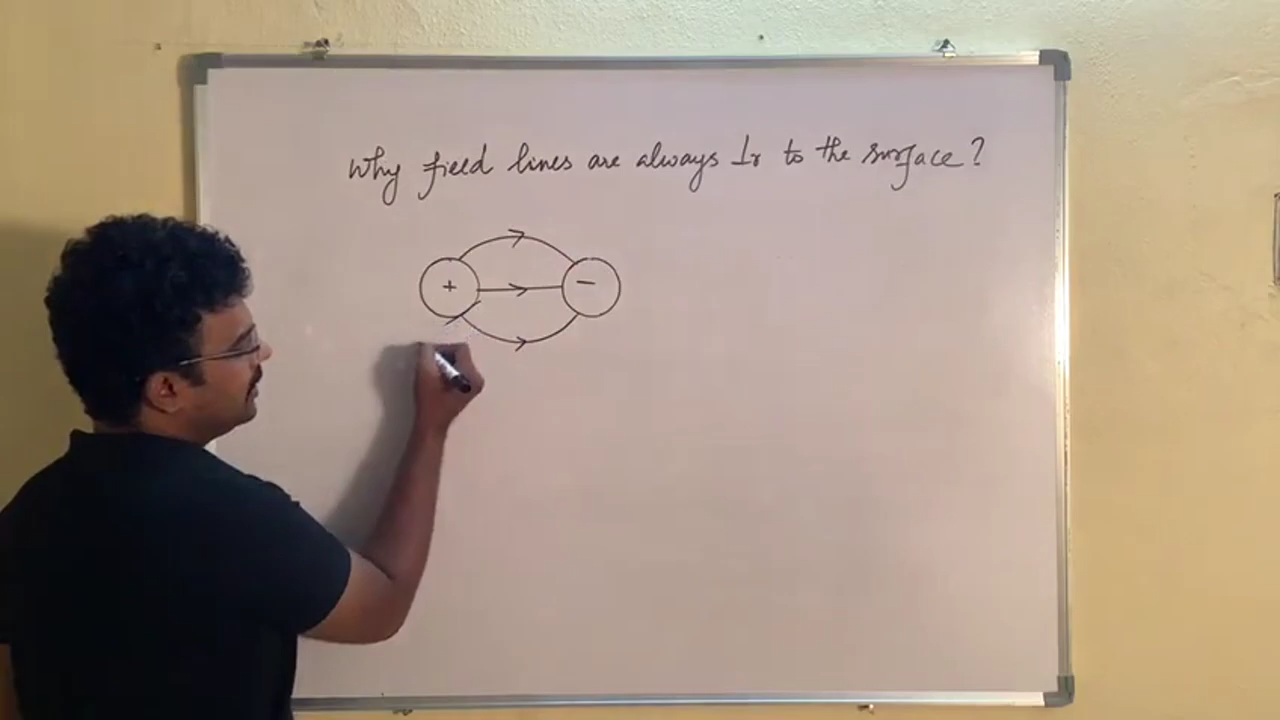 Why field lines are always ⊥r to the surface?
+ −